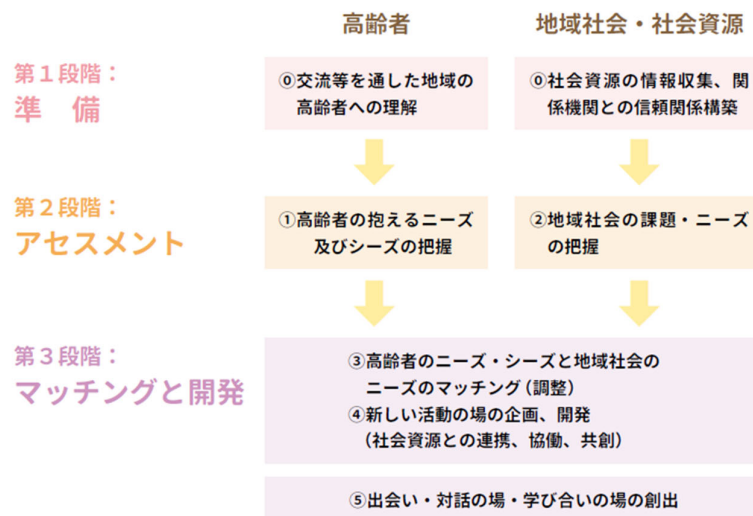 高齢者
地域社会・社会資源
第1段階：
準　備
⓪交流等を通した地域の
高齢者への理解
⓪社会資源の情報収集、関
係機関との信頼関係構築
第2段階：
アセスメント
①高齢者の抱えるニーズ
及びシーズの把握
②地域社会の課題・ニーズ
の把握
第3段階：
マッチングと開発
③高齢者のニーズ・シーズと地域社会の
ニーズのマッチング（調整）
④新しい活動の場の企画、開発
（社会資源との連携、協働、共創）
⑤出会い・対話の場・学び合いの場の創出